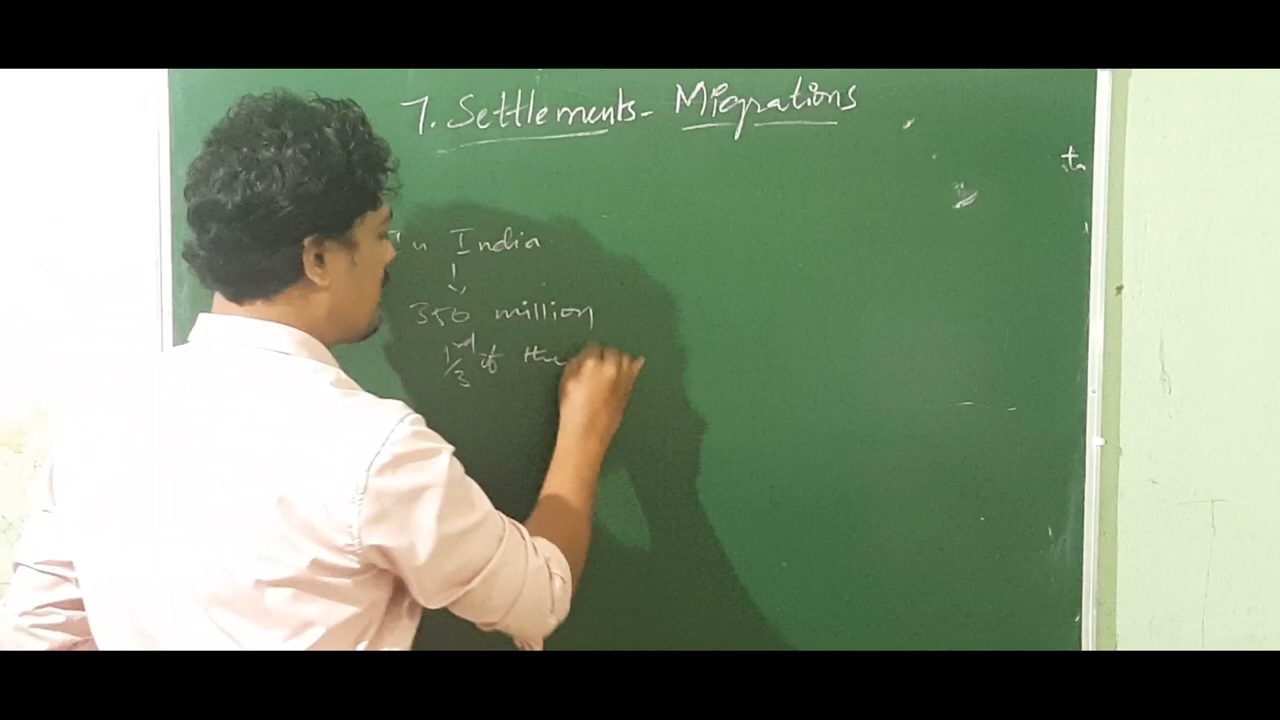 7. Settlements - Migrations
In India
↓
350 million
1/3rd of the